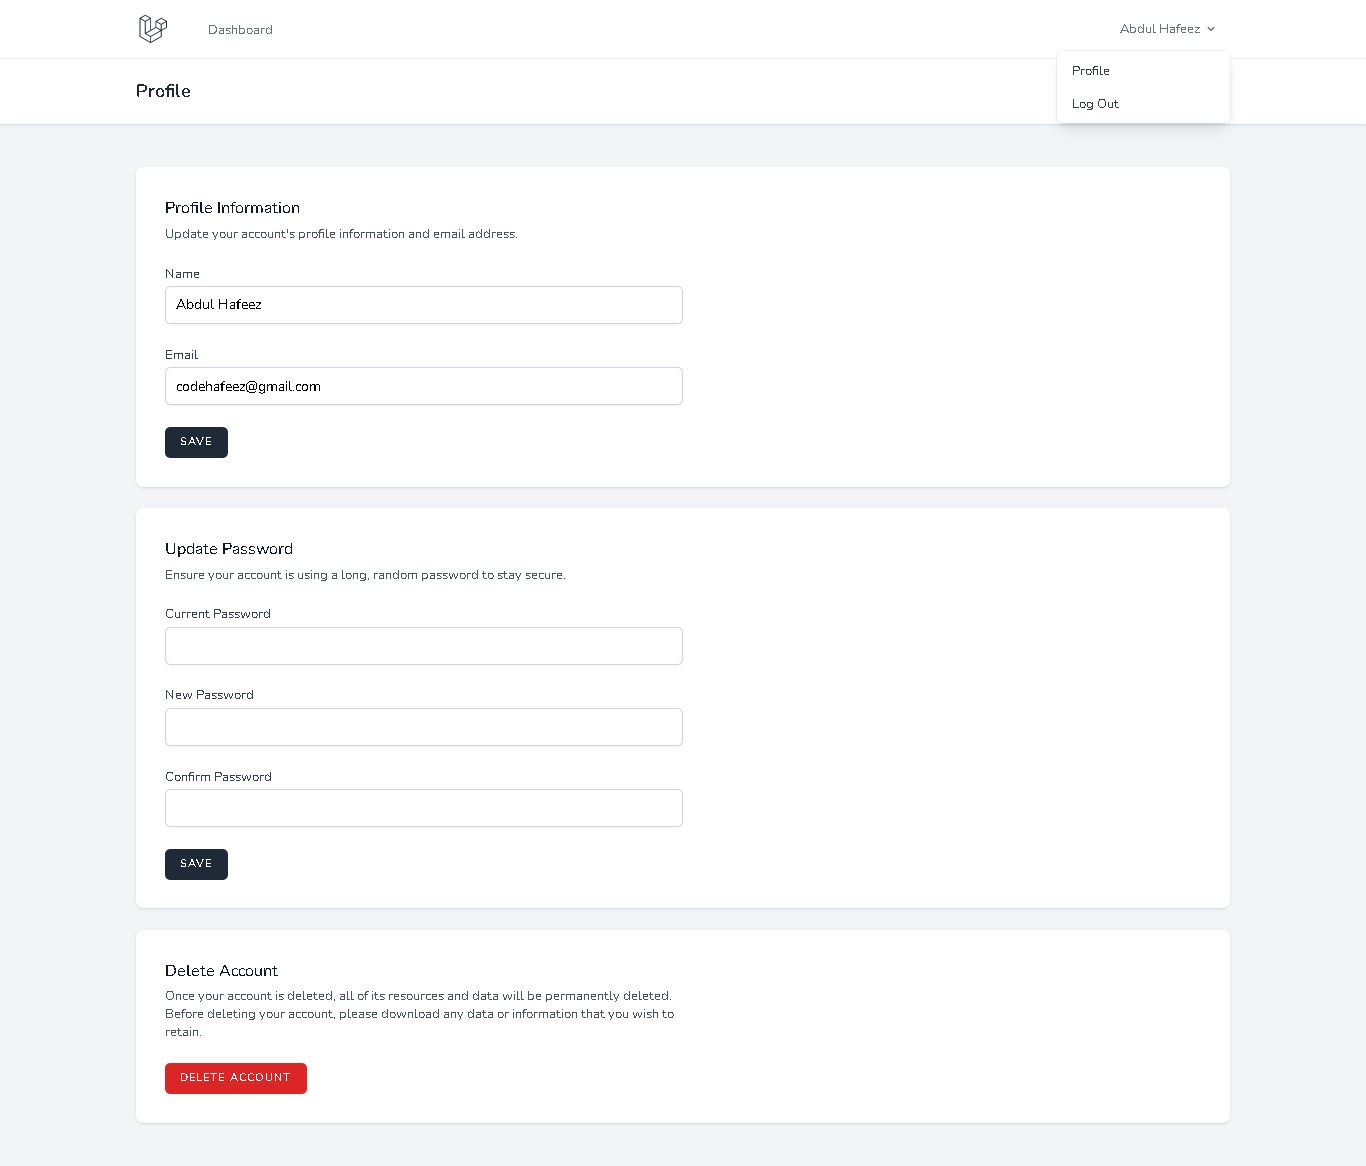 Dashboard
Abdul Hafeez
Profile
Log Out
Profile
Profile Information
Update your account's profile information and email address.
Name
Abdul Hafeez
Email
codehafeez@gmail.com
SAVE
Update Password
Ensure your account is using a long, random password to stay secure.
Current Password
New Password
Confirm Password
SAVE
Delete Account
Once your account is deleted, all of its resources and data will be permanently deleted.
Before deleting your account, please download any data or information that you wish to
retain.
DELETE ACCOUNT